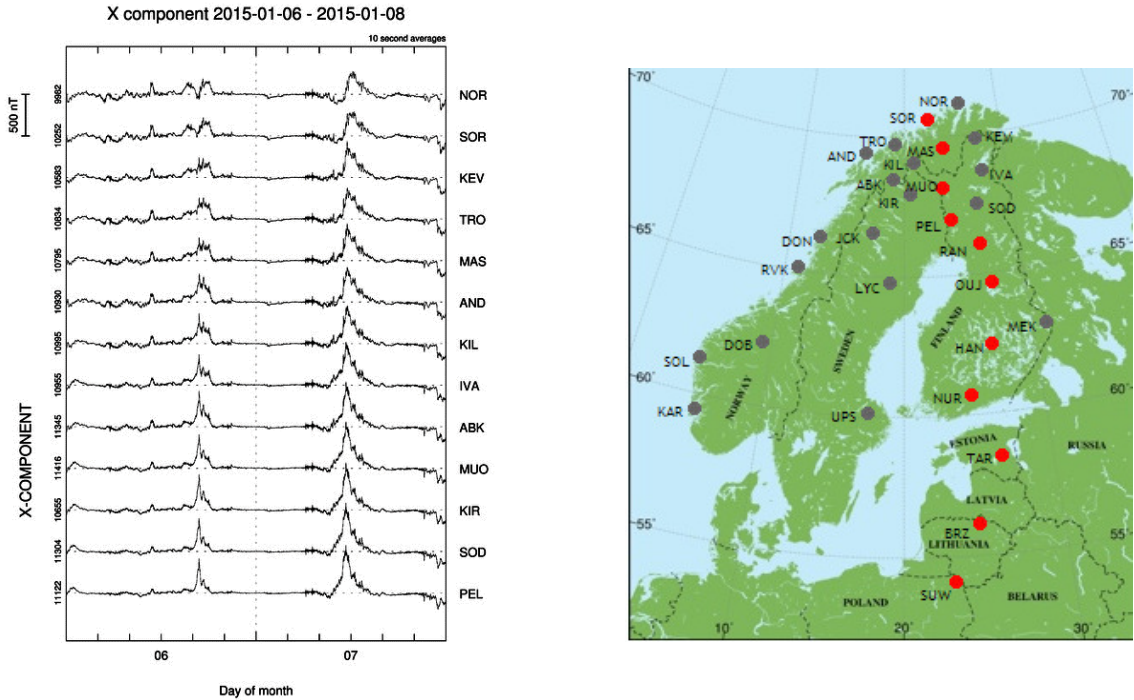 X component 2015-01-06 - 2015-01-08
10 second averages
500 nT
X-COMPONENT
9982 NOR
10252 SOR
10583 KEV
10834 TRO
10795 MAS
10930 AND
10995 KIL
10955 IVA
11345 ABK
11416 MUO
10655 KIR
11304 SOD
11122 PEL
06 07
Day of month
70° 70°
NOR
SOR
TRO MAS KEV
AND KIL IVA
ABK MUO
KIR SOD
65° PEL 65°
DON JCK RAN
RVK
LYC OUJ
MEK
FINLAND
SWEDEN
DOB HAN
SOL
60° 60°
NORWAY
KAR NUR
UPS
ESTONIA RUSSIA
TAR
LATVIA
55° BRZ 55°
LITHUANIA
SUW
POLAND BELARUS
10° 20° 30°